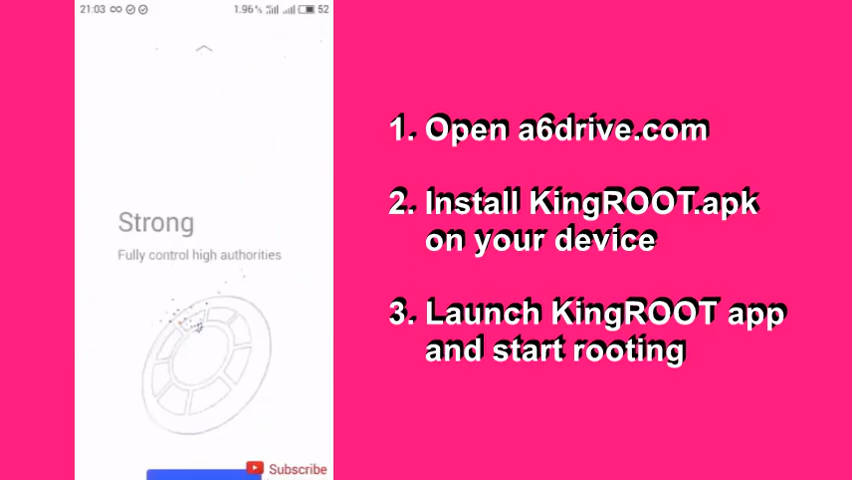 21:03
1.96%
52
Strong
Fully control high authorities
Subscribe
1. Open a6drive.com
2. Install KingROOT.apk
on your device
3. Launch KingROOT app
and start rooting